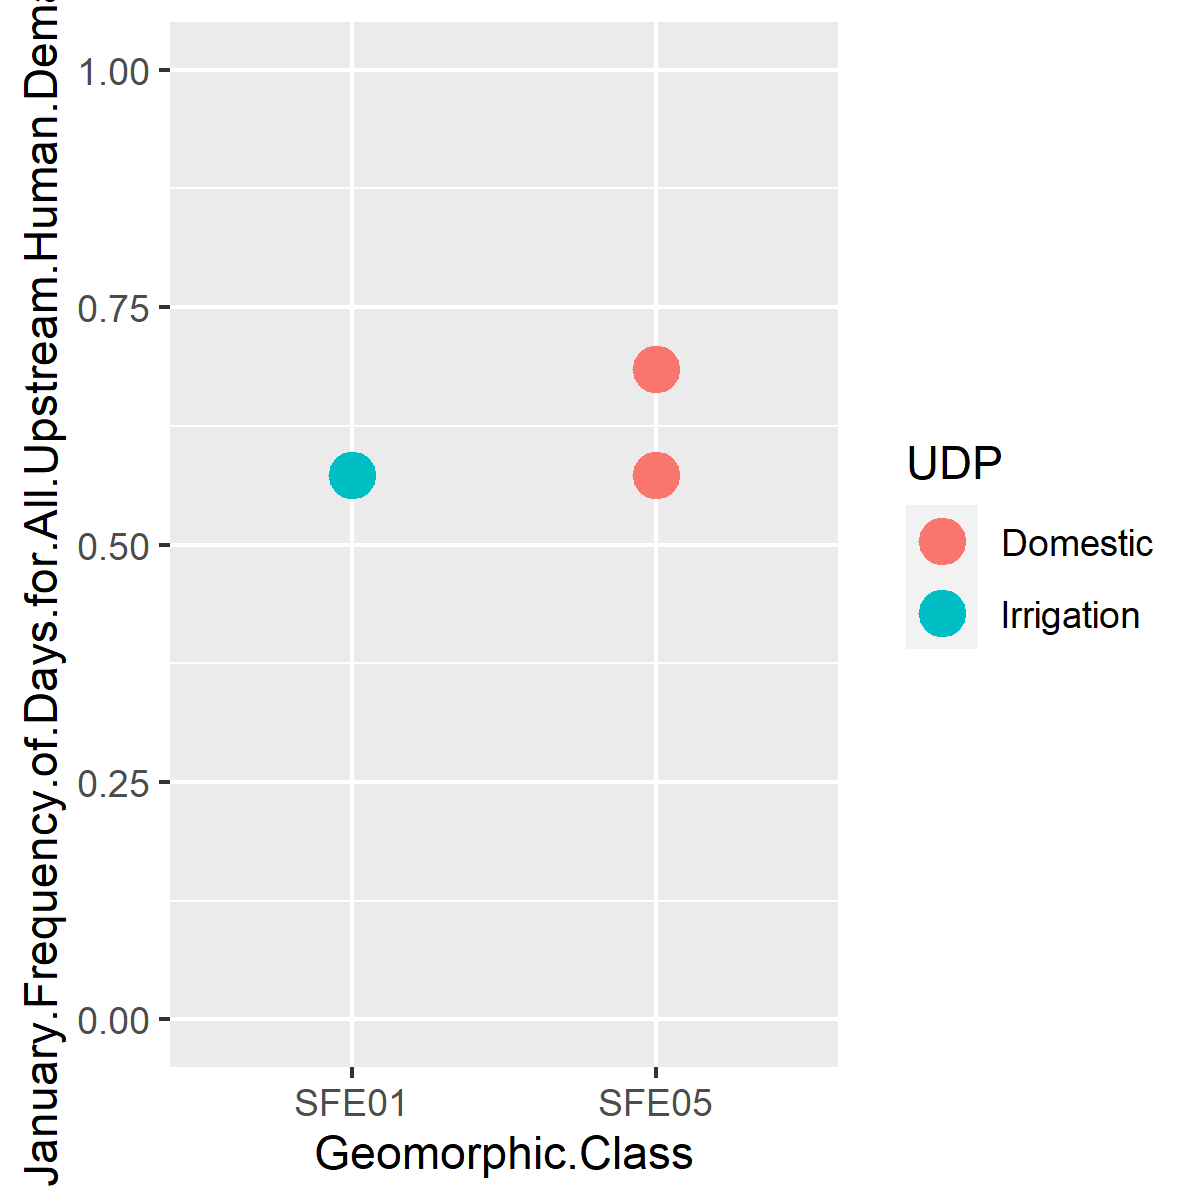 January.Frequency.of.Days.for.All.Upstream.Human.Dem
1.00
0.75
0.50
0.25
0.00
SFE01
SFE05
Geomorphic.Class
UDP
Domestic
Irrigation